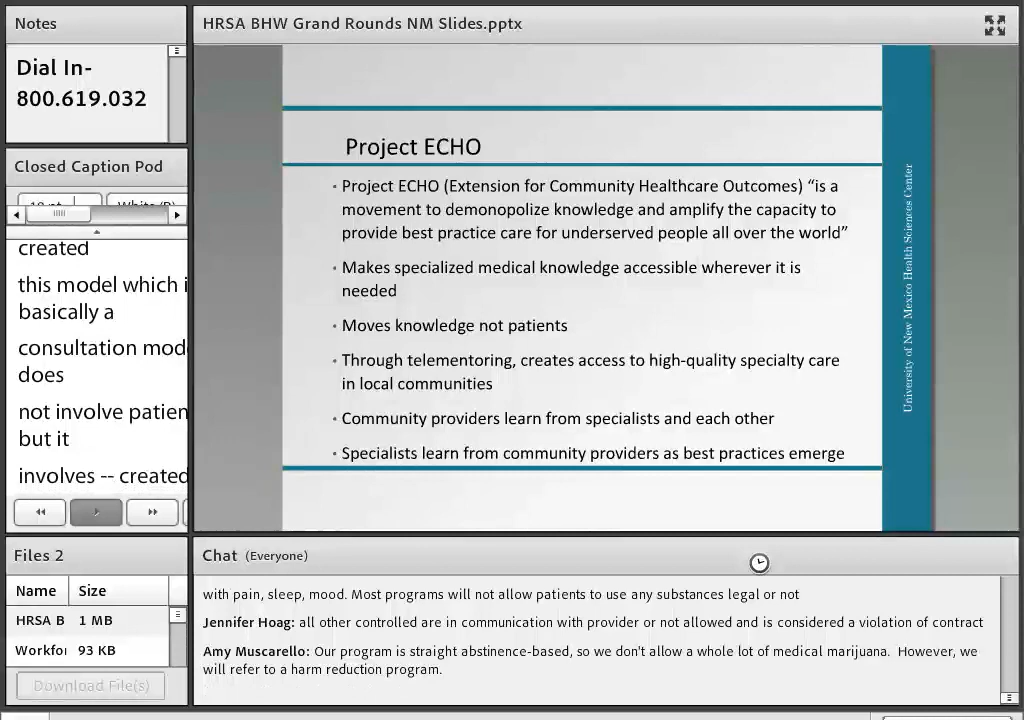 Notes
Dial In-
800.619.032
Closed Caption Pod
created
this model which i
basically a
consultation mod
does
not involve patien
but it
involves -- created
Files 2
Name Size
HRSA B 1 MB
Workfo 93 KB
Download File(s)
HRSA BHW Grand Rounds NM Slides.pptx
Project ECHO
• Project ECHO (Extension for Community Healthcare Outcomes) “is a
movement to demonopolize knowledge and amplify the capacity to
provide best practice care for underserved people all over the world”
• Makes specialized medical knowledge accessible wherever it is
needed
• Moves knowledge not patients
• Through telementoring, creates access to high-quality specialty care
in local communities
• Community providers learn from specialists and each other
• Specialists learn from community providers as best practices emerge
University of New Mexico Health Sciences Center
Chat (Everyone)
with pain, sleep, mood. Most programs will not allow patients to use any substances legal or not
Jennifer Hoag: all other controlled are in communication with provider or not allowed and is considered a violation of contract
Amy Muscarello: Our program is straight abstinence-based, so we don't allow a whole lot of medical marijuana. However, we
will refer to a harm reduction program.